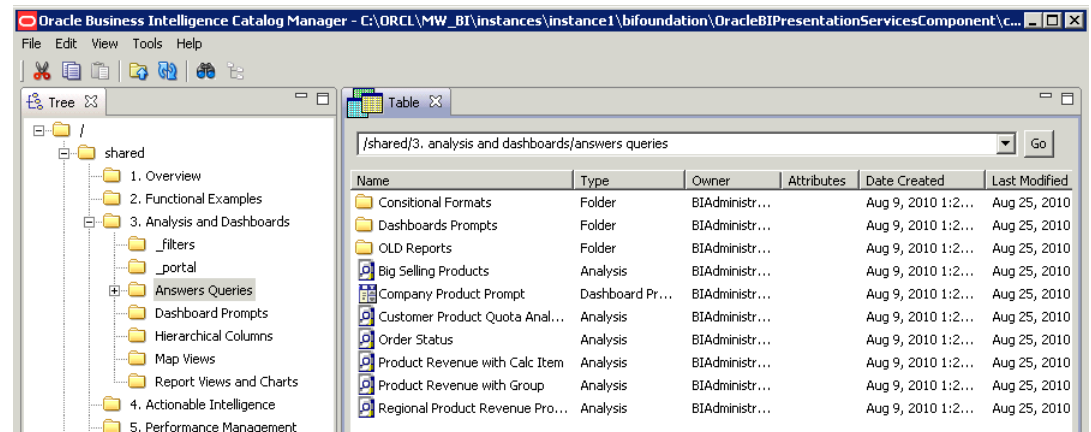 Oracle Business Intelligence Catalog Manager - C:\ORCL\MW_BI\instances\instance1\bifoundation\OracleBIPresentationServicesComponent\c...
File Edit View Tools Help
Tree
/
shared
1. Overview
2. Functional Examples
3. Analysis and Dashboards
_filters
_portal
Answers Queries
Dashboard Prompts
Hierarchical Columns
Map Views
Report Views and Charts
4. Actionable Intelligence
5. Performance Management
Table
/shared/3. analysis and dashboards/answers queries Go
Name Type Owner Attributes Date Created Last Modified
Consitional Formats Folder BIAdministr... Aug 9, 2010 1:2... Aug 25, 2010
Dashboards Prompts Folder BIAdministr... Aug 9, 2010 1:2... Aug 25, 2010
OLD Reports Folder BIAdministr... Aug 9, 2010 1:2... Aug 25, 2010
Big Selling Products Analysis BIAdministr... Aug 9, 2010 1:2... Aug 25, 2010
Company Product Prompt Dashboard Pr... BIAdministr... Aug 9, 2010 1:2... Aug 25, 2010
Customer Product Quota Anal... Analysis BIAdministr... Aug 9, 2010 1:2... Aug 25, 2010
Order Status Analysis BIAdministr... Aug 9, 2010 1:2... Aug 25, 2010
Product Revenue with Calc Item Analysis BIAdministr... Aug 9, 2010 1:2... Aug 25, 2010
Product Revenue with Group Analysis BIAdministr... Aug 9, 2010 1:2... Aug 25, 2010
Regional Product Revenue Pro... Analysis BIAdministr... Aug 9, 2010 1:2... Aug 25, 2010